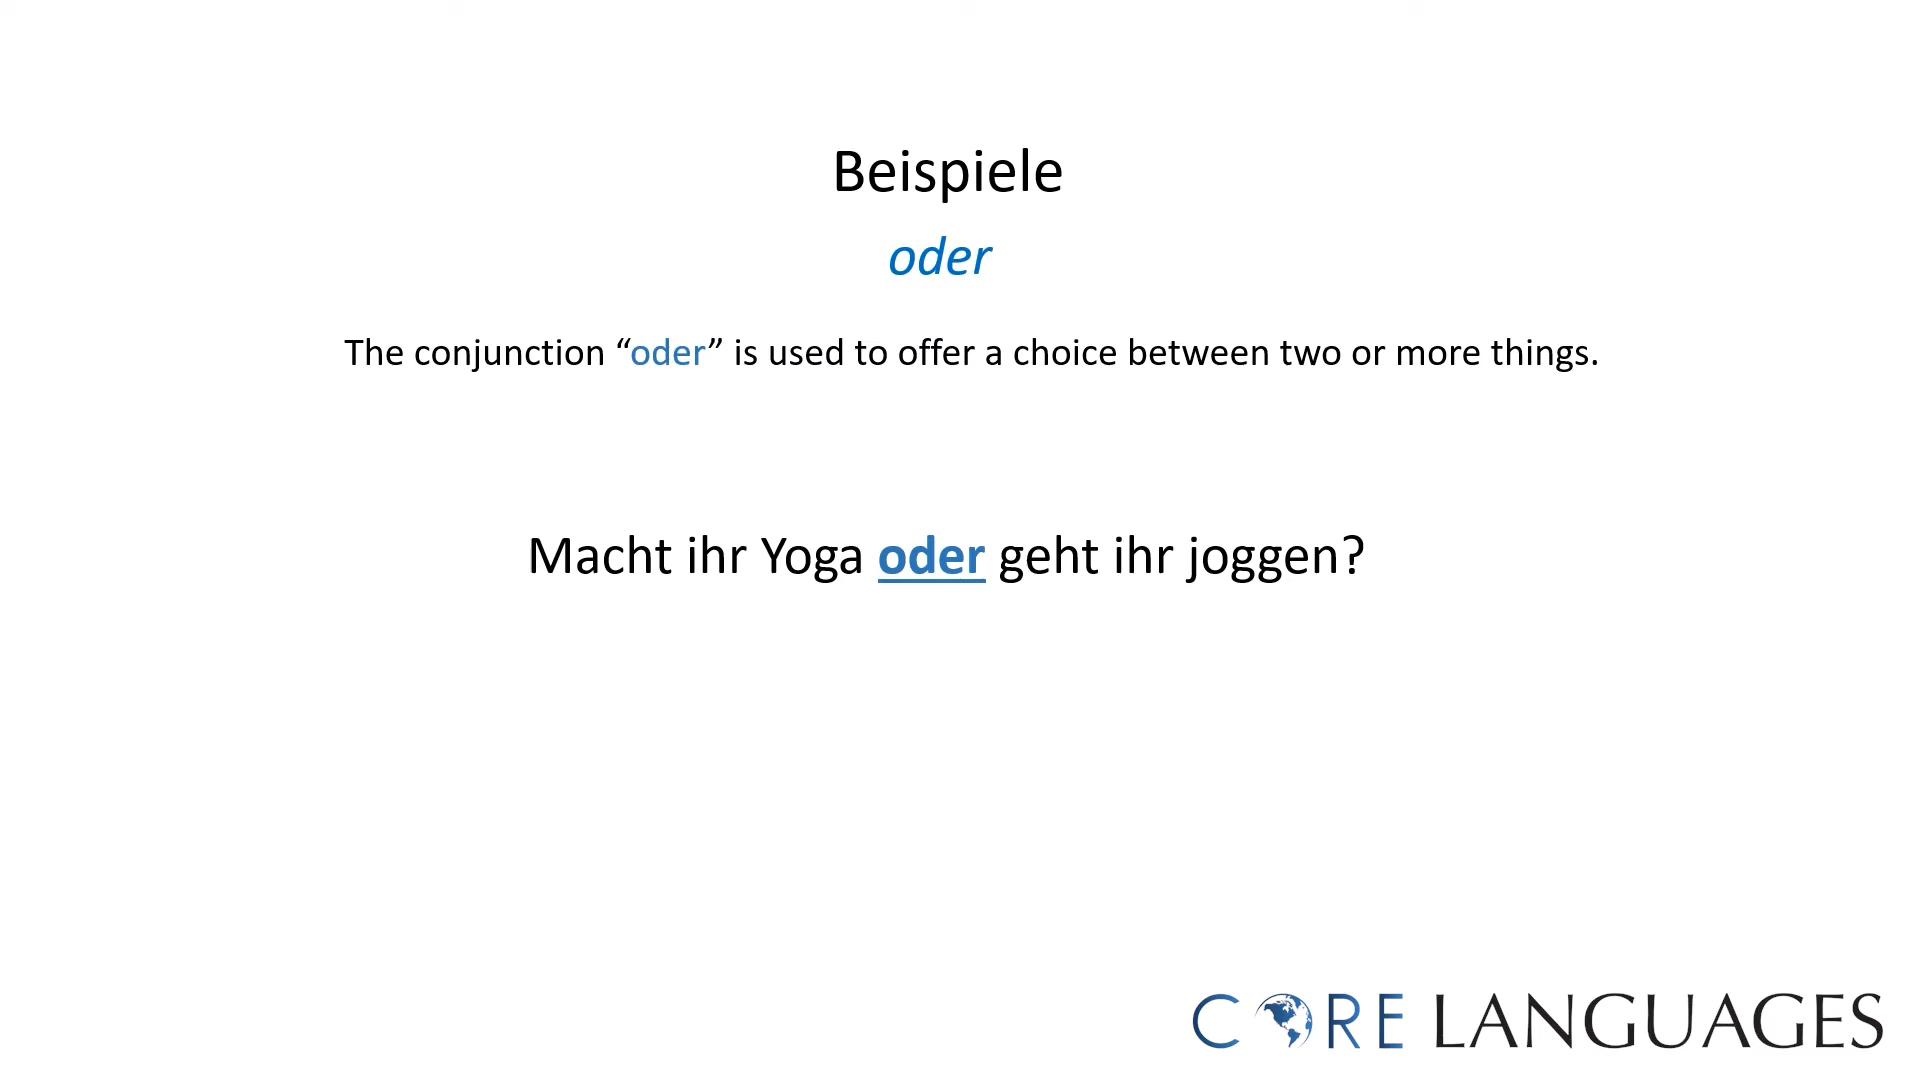 Beispiele
oder
The conjunction “oder” is used to offer a choice between two or more things.
Macht ihr Yoga oder geht ihr joggen?
CORE LANGUAGES